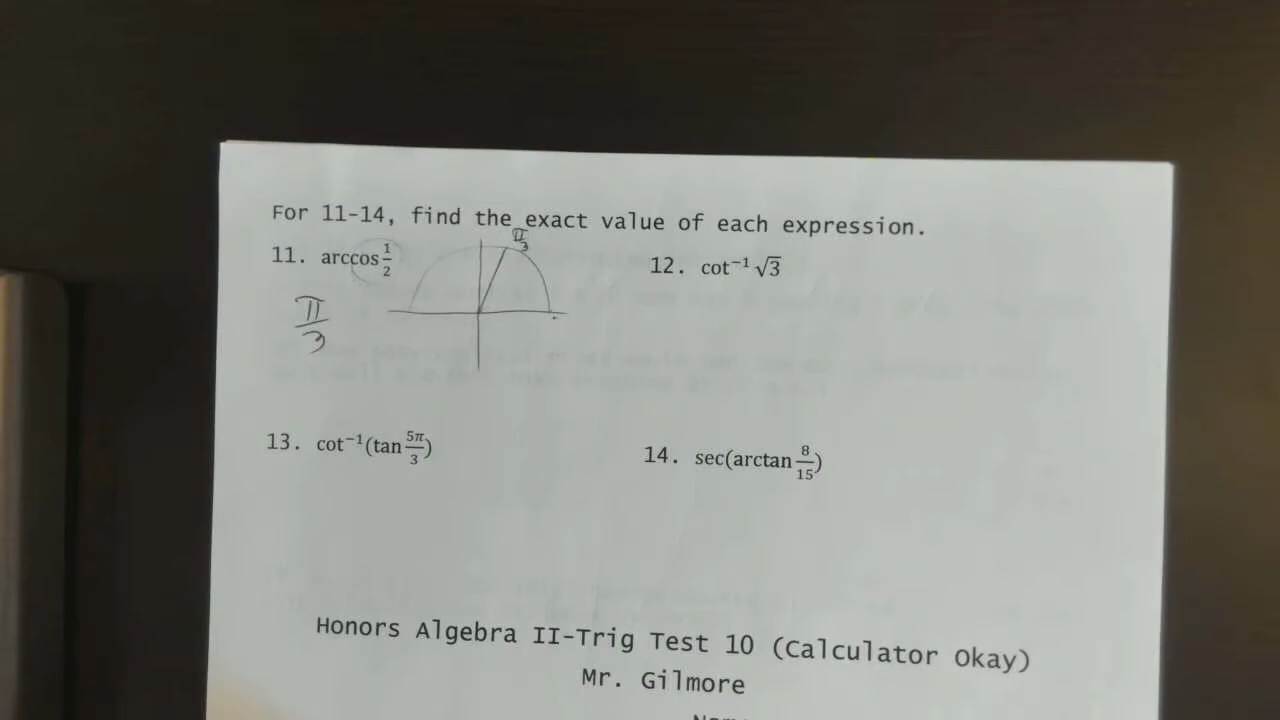 For 11-14, find the exact value of each expression.
π/3
11. arccos 1/2
12. cot⁻¹ √3
π/3
13. cot⁻¹(tan 5π/3)
14. sec(arctan 8/15)
Honors Algebra II-Trig Test 10 (Calculator Okay)
Mr. Gilmore